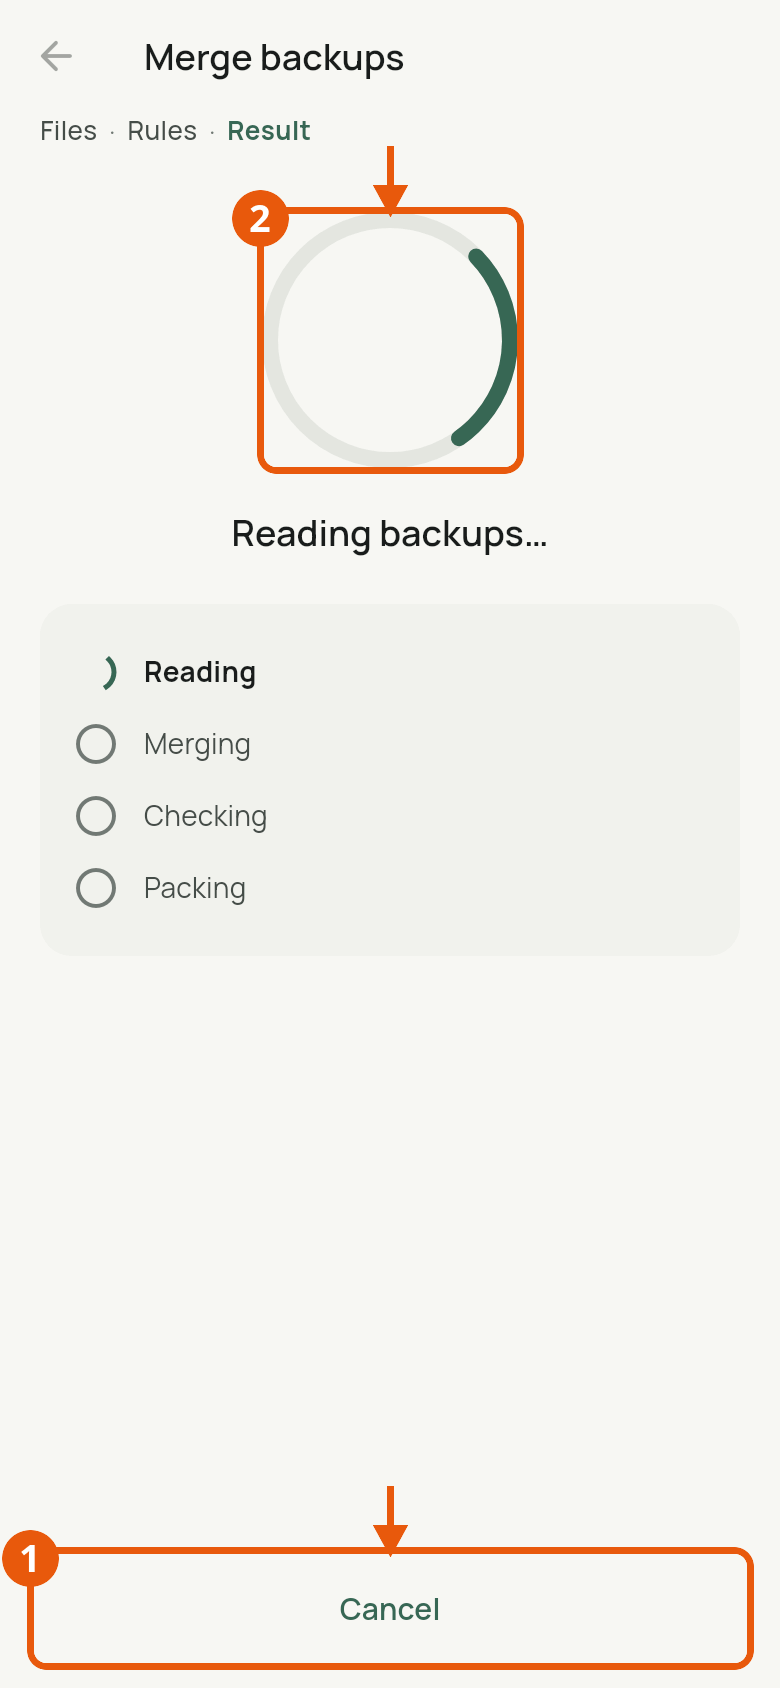 Merge backups
Files · Rules · Result
2
Reading backups...
Reading
Merging
Checking
Packing
1
Cancel